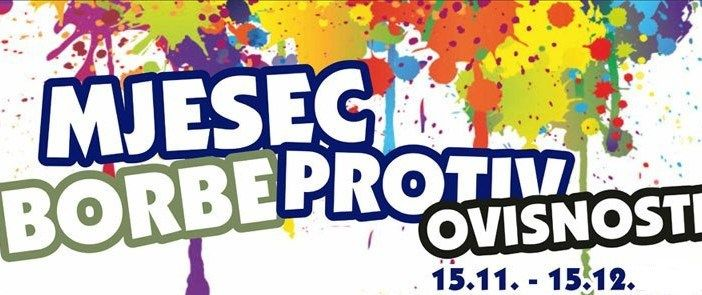 MJESEC
BORBE PROTIV
OVISNOSTI
15.11. - 15.12.